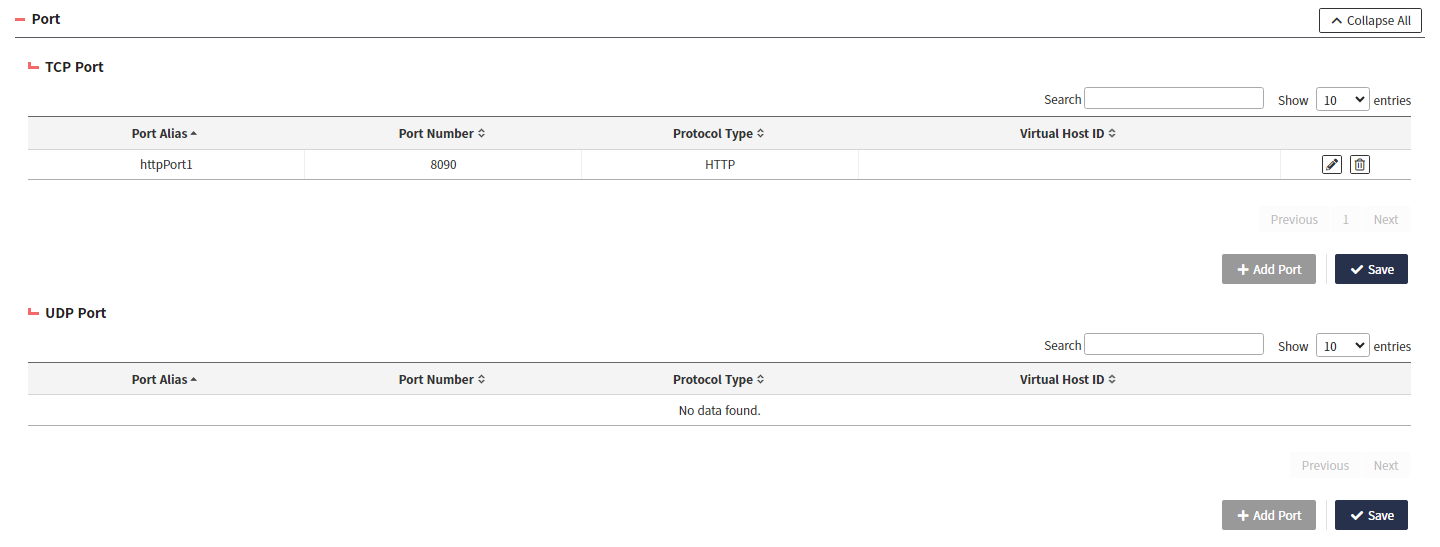 Port
Collapse All
TCP Port
Search Show 10 entries
Port Alias Port Number Protocol Type Virtual Host ID
httpPort1 8090 HTTP
Previous 1 Next
Add Port Save
UDP Port
Search Show 10 entries
Port Alias Port Number Protocol Type Virtual Host ID
No data found.
Previous Next
Add Port Save